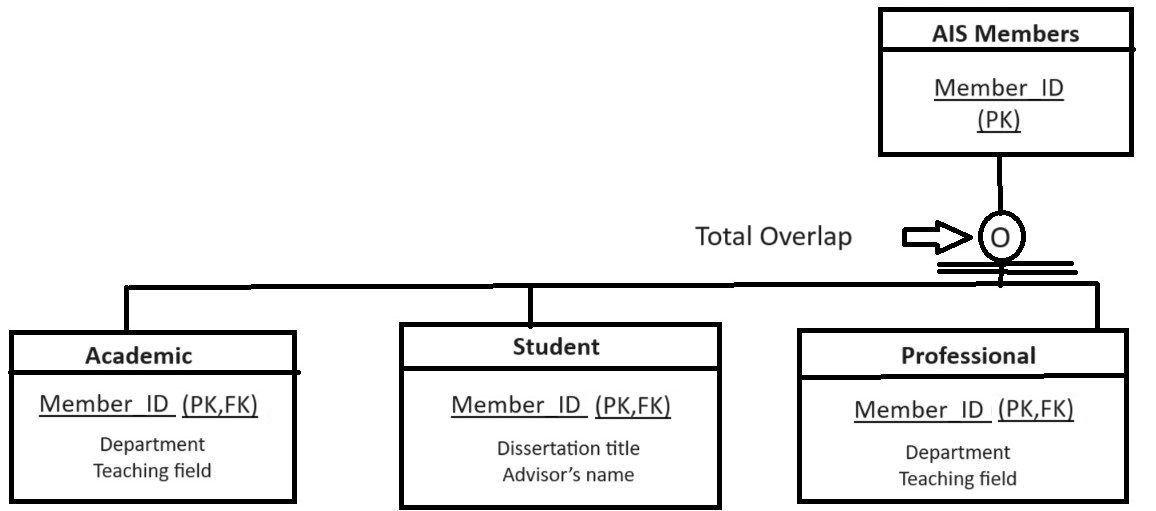 AIS Members
Member_ID
(PK)
Total Overlap
O
Academic
Member_ID (PK,FK)
Department
Teaching field
Student
Member_ID (PK,FK)
Dissertation title
Advisor's name
Professional
Member_ID (PK,FK)
Department
Teaching field